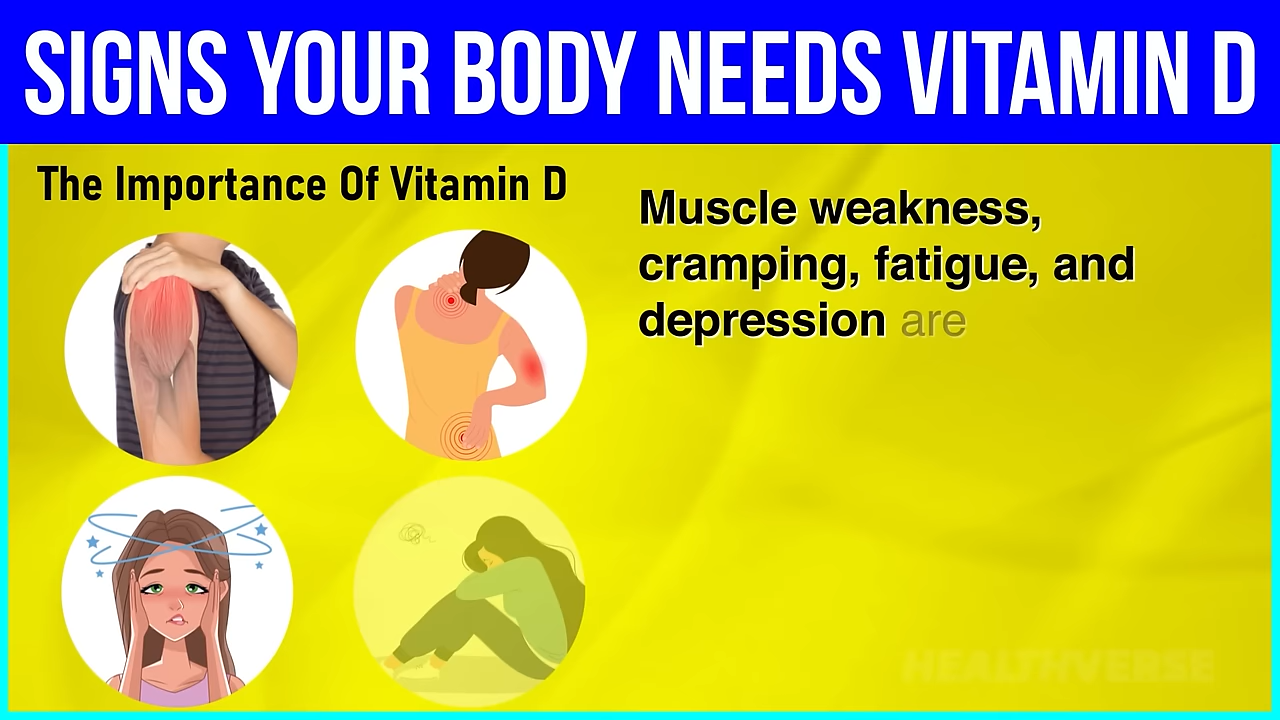 SIGNS YOUR BODY NEEDS VITAMIN D
The Importance Of Vitamin D
Muscle weakness,
cramping, fatigue, and
depression are
HEALTHVERSE